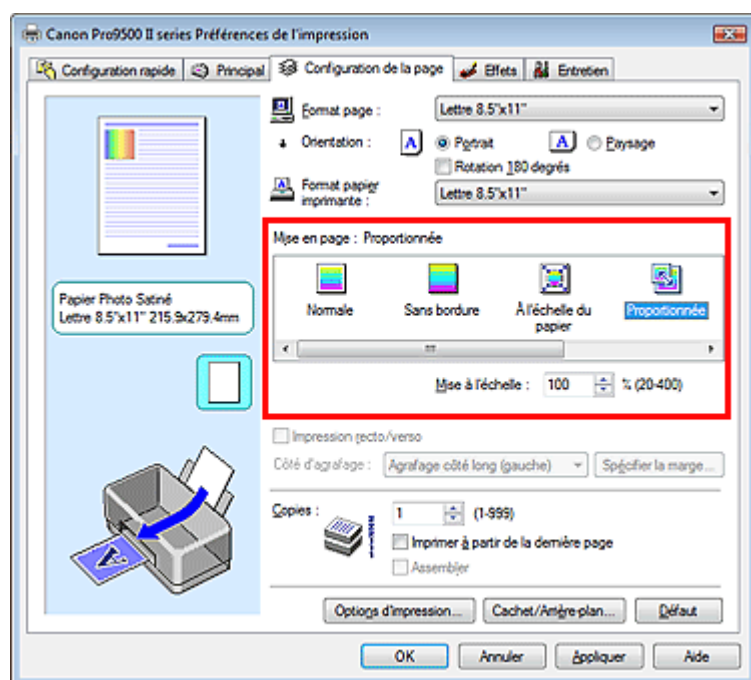 Canon Pro9500 II series Préférences de l'impression
Configuration rapide Principal Configuration de la page Effets Entretien
Format page : Lettre 8.5"x11"
Orientation : A Portrait A Paysage
Rotation 180 degrés
Format papier imprimante : Lettre 8.5"x11"
Mise en page : Proportionnée
Normale Sans bordure À l'échelle du papier Proportionnée
Mise à l'échelle : 100 % (20-400)
Papier Photo Satiné
Lettre 8.5"x11" 215.9x279.4mm
Impression recto/verso
Côté d'agrafage : Agrafage côté long (gauche) Spécifier la marge...
Copies : 1 (1-999)
Imprimer à partir de la dernière page
Assembler
Options d'impression... Cachet/Arrière-plan... Défaut
OK Annuler Appliquer Aide